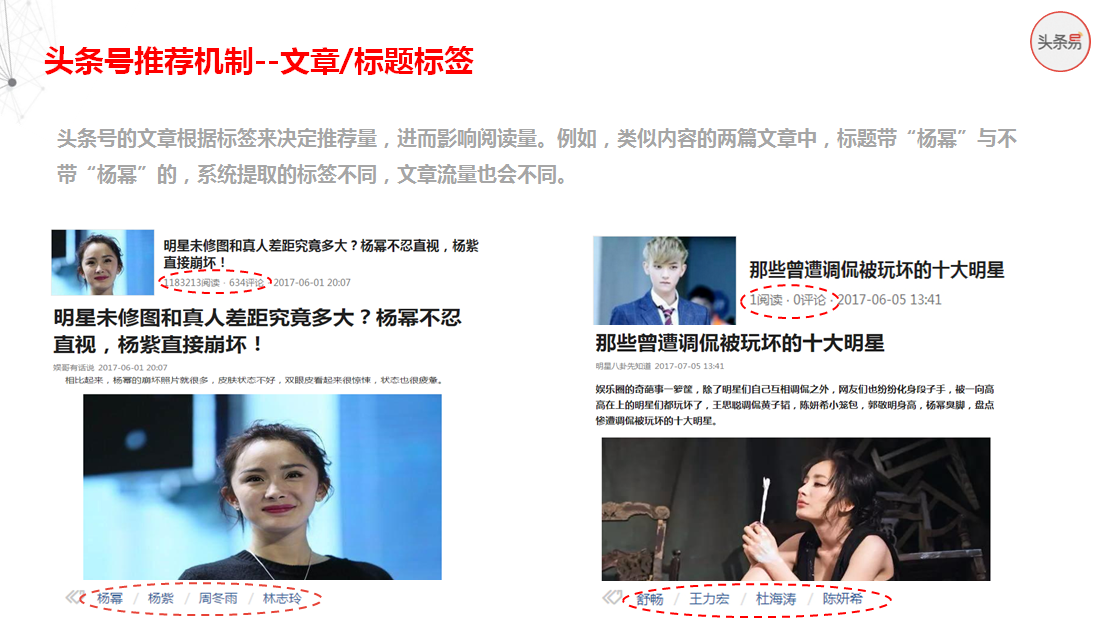 头条号推荐机制--文章/标题标签
头条易
头条号的文章根据标签来决定推荐量，进而影响阅读量。例如，类似内容的两篇文章中，标题带“杨幂”与不
带“杨幂”的，系统提取的标签不同，文章流量也会不同。
明星未修图和真人差距究竟多大？杨幂不忍直视，杨紫
直接崩坏！
1183213阅读 · 634评论 · 2017-06-01 20:07
明星未修图和真人差距究竟多大？杨幂不忍
直视，杨紫直接崩坏！
娱哥有话说 2017-06-01 20:07
相比起来，杨幂的崩坏照片就很多，皮肤状态不好，双眼皮看起来很惊悚，状态也很疲惫。
杨幂 / 杨紫 / 周冬雨 / 林志玲
那些曾遭调侃被玩坏的十大明星
1阅读 · 0评论 · 2017-06-05 13:41
那些曾遭调侃被玩坏的十大明星
明星八卦先知道 2017-07-05 13:41
娱乐圈的奇葩事一箩筐，除了明星们自己互相调侃之外，网友们也纷纷化身段子手，被一向高
高在上的明星们都玩坏了，王思聪调侃黄子韬，陈妍希小笼包，郭敬明身高，杨幂臭脚，盘点
惨遭调侃被玩坏的十大明星。
舒畅 / 王力宏 / 杜海涛 / 陈妍希